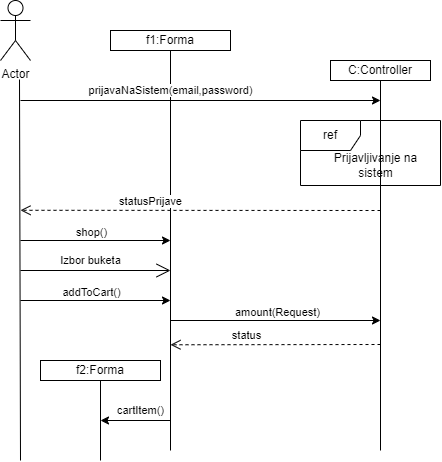 f1:Forma
Actor
C:Controller
prijavaNaSistem(email,password)
ref
Prijavljivanje na
sistem
statusPrijave
shop()
Izbor buketa
addToCart()
amount(Request)
status
f2:Forma
cartItem()